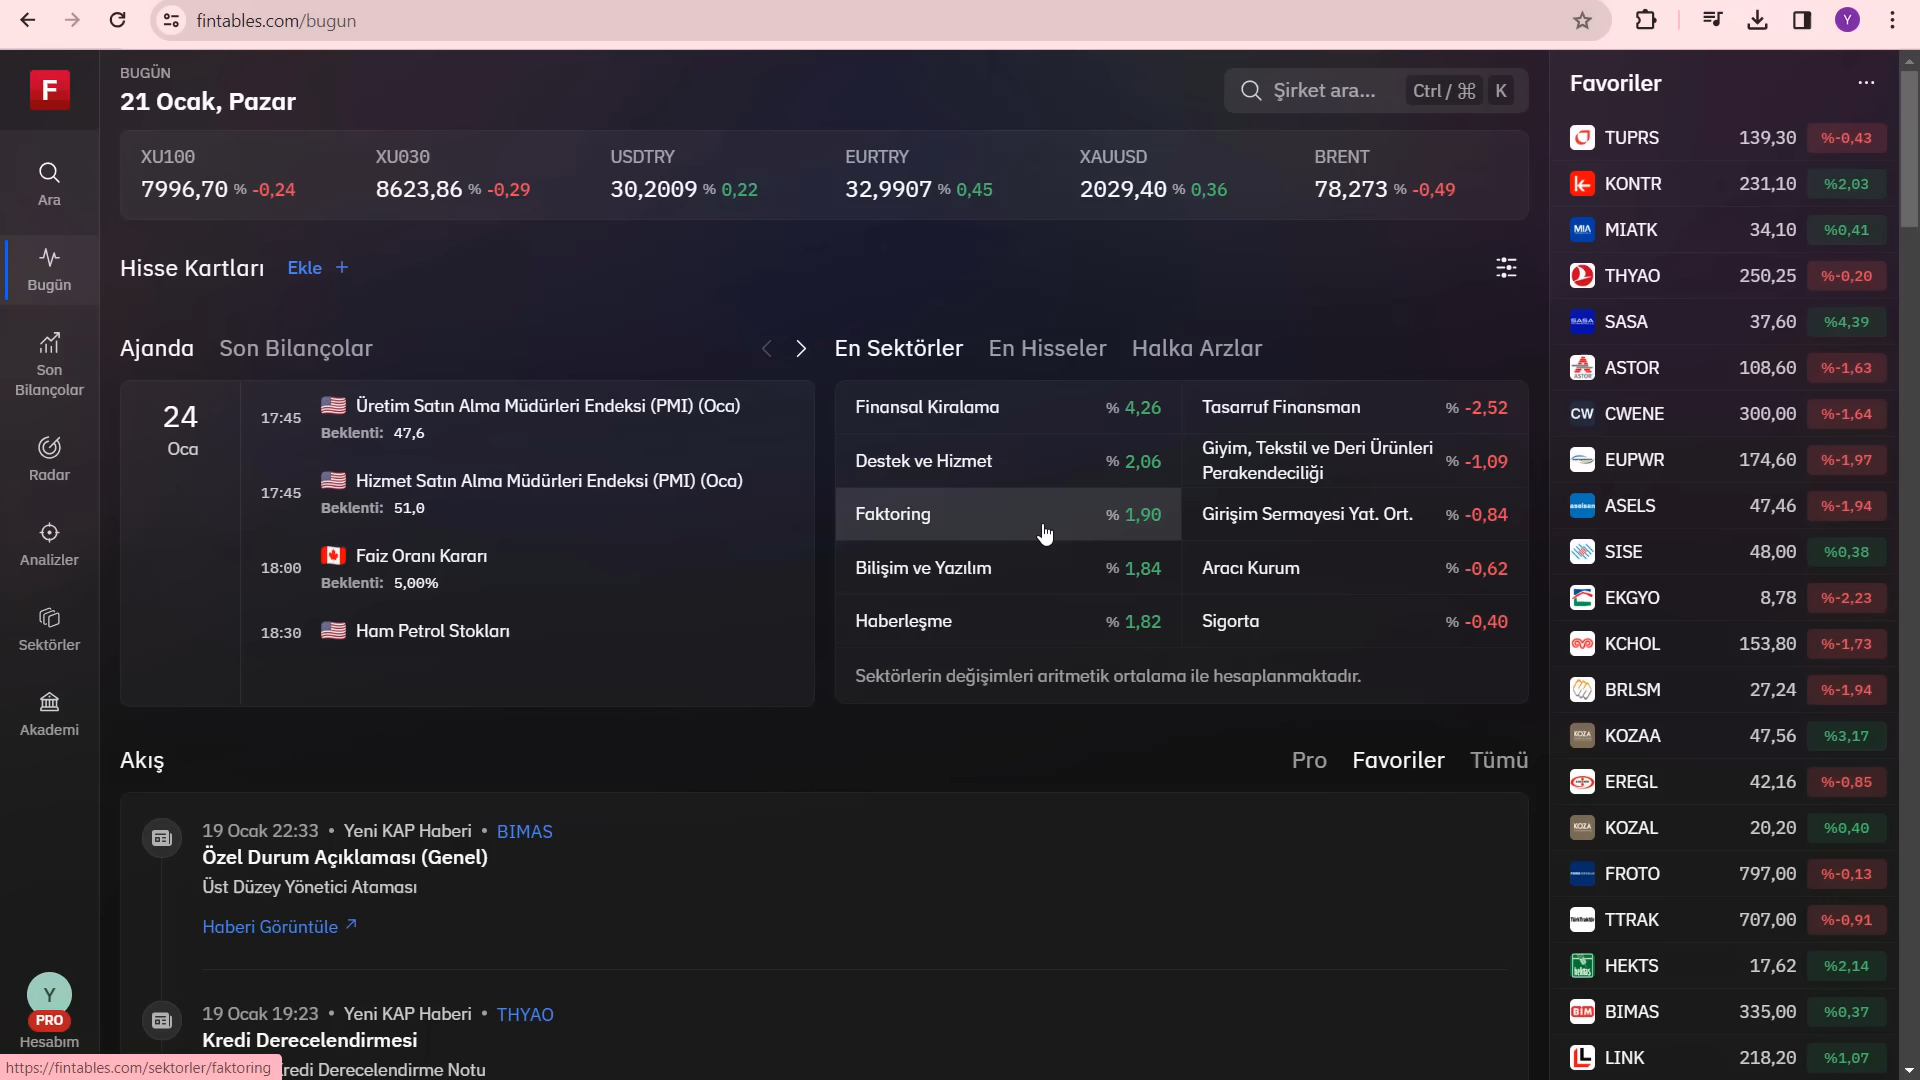 fintables.com/bugun
Y
F
BUGÜN
21 Ocak, Pazar
Şirket ara...
Ctrl / ⌘
K
Ara
Bugün
Son
Bilançolar
Radar
Analizler
Sektörler
Akademi
Y
PRO
Hesabım
XU100
7996,70 % -0,24
XU030
8623,86 % -0,29
USDTRY
30,2009 % 0,22
EURTRY
32,9907 % 0,45
XAUUSD
2029,40 % 0,36
BRENT
78,273 % -0,49
Hisse Kartları Ekle +
Ajanda Son Bilançolar
24
Oca
17:45 Üretim Satın Alma Müdürleri Endeksi (PMI) (Oca)
Beklenti: 47,6
17:45 Hizmet Satın Alma Müdürleri Endeksi (PMI) (Oca)
Beklenti: 51,0
18:00 Faiz Oranı Kararı
Beklenti: 5,00%
18:30 Ham Petrol Stokları
En Sektörler En Hisseler Halka Arzlar
Finansal Kiralama % 4,26
Tasarruf Finansman % -2,52
Destek ve Hizmet % 2,06
Giyim, Tekstil ve Deri Ürünleri
Perakendeciliği % -1,09
Faktoring % 1,90
Girişim Sermayesi Yat. Ort. % -0,84
Bilişim ve Yazılım % 1,84
Aracı Kurum % -0,62
Haberleşme % 1,82
Sigorta % -0,40
Sektörlerin değişimleri aritmetik ortalama ile hesaplanmaktadır.
Akış
Pro Favoriler Tümü
19 Ocak 22:33 • Yeni KAP Haberi • BIMAS
Özel Durum Açıklaması (Genel)
Üst Düzey Yönetici Ataması
Haberi Görüntüle ↗
19 Ocak 19:23 • Yeni KAP Haberi • THYAO
Kredi Derecelendirmesi
redi Derecelendirme Notu
https://fintables.com/sektorler/faktoring
Favoriler ...
TUPRS 139,30 %-0,43
KONTR 231,10 %2,03
MIA
MIATK 34,10 %0,41
THYAO 250,25 %-0,20
SASA
SASA 37,60 %4,39
ASTOR
ASTOR 108,60 %-1,63
CW
CWENE 300,00 %-1,64
EUPWR 174,60 %-1,97
aselsan
ASELS 47,46 %-1,94
SISE 48,00 %0,38
EKGYO 8,78 %-2,23
KCHOL 153,80 %-1,73
BRLSM 27,24 %-1,94
KOZA
KOZAA 47,56 %3,17
EREGL 42,16 %-0,85
KOZA
KOZAL 20,20 %0,40
FROTO 797,00 %-0,13
TürkTraktör
TTRAK 707,00 %-0,91
hektaş
HEKTS 17,62 %2,14
BİM
BIMAS 335,00 %0,37
LINK 218,20 %1,07